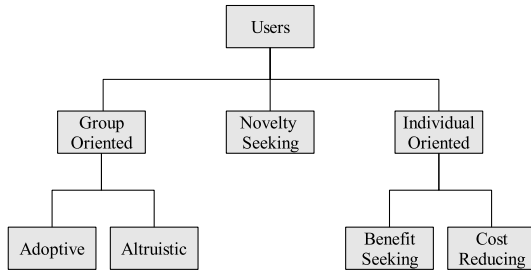 Users
Group
Oriented
Novelty
Seeking
Individual
Oriented
Adoptive
Altruistic
Benefit
Seeking
Cost
Reducing